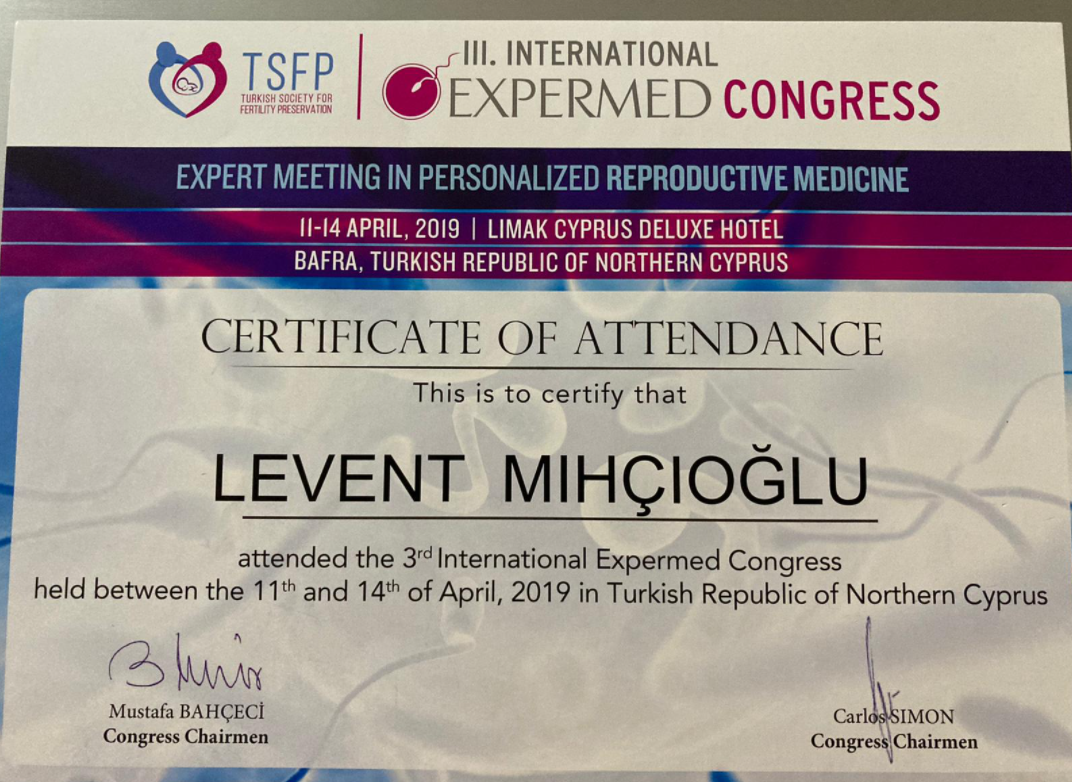 TSFP
TURKISH SOCIETY FOR
FERTILITY PRESERVATION
III. INTERNATIONAL
EXPERMED CONGRESS
EXPERT MEETING IN PERSONALIZED REPRODUCTIVE MEDICINE
11-14 APRIL, 2019 | LIMAK CYPRUS DELUXE HOTEL
BAFRA, TURKISH REPUBLIC OF NORTHERN CYPRUS
CERTIFICATE OF ATTENDANCE
This is to certify that
LEVENT MIHÇIOĞLU
attended the 3rd International Expermed Congress
held between the 11th and 14th of April, 2019 in Turkish Republic of Northern Cyprus
Mustafa BAHÇECİ
Congress Chairmen
Carlos SIMON
Congress Chairmen